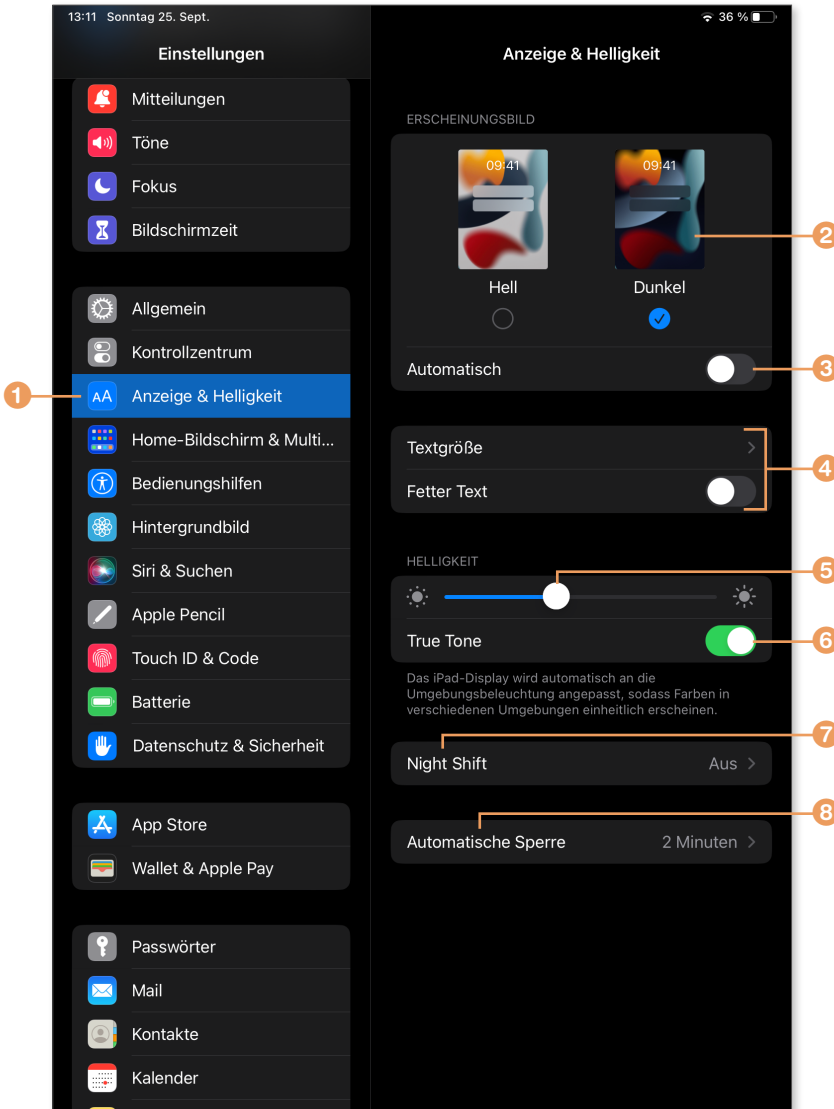 13:11 Sonntag 25. Sept.
36 %
Einstellungen
Mitteilungen
Töne
Fokus
Bildschirmzeit
Allgemein
Kontrollzentrum
1
AA
Anzeige & Helligkeit
Home-Bildschirm & Multi...
Bedienungshilfen
Hintergrundbild
Siri & Suchen
Apple Pencil
Touch ID & Code
Batterie
Datenschutz & Sicherheit
App Store
Wallet & Apple Pay
Passwörter
Mail
Kontakte
Kalender
Anzeige & Helligkeit
ERSCHEINUNGSBILD
09:41
09:41
2
Hell
Dunkel
Automatisch
3
Textgröße
4
Fetter Text
HELLIGKEIT
5
True Tone
6
Das iPad-Display wird automatisch an die
Umgebungsbeleuchtung angepasst, sodass Farben in
verschiedenen Umgebungen einheitlich erscheinen.
7
Night Shift
Aus
8
Automatische Sperre
2 Minuten